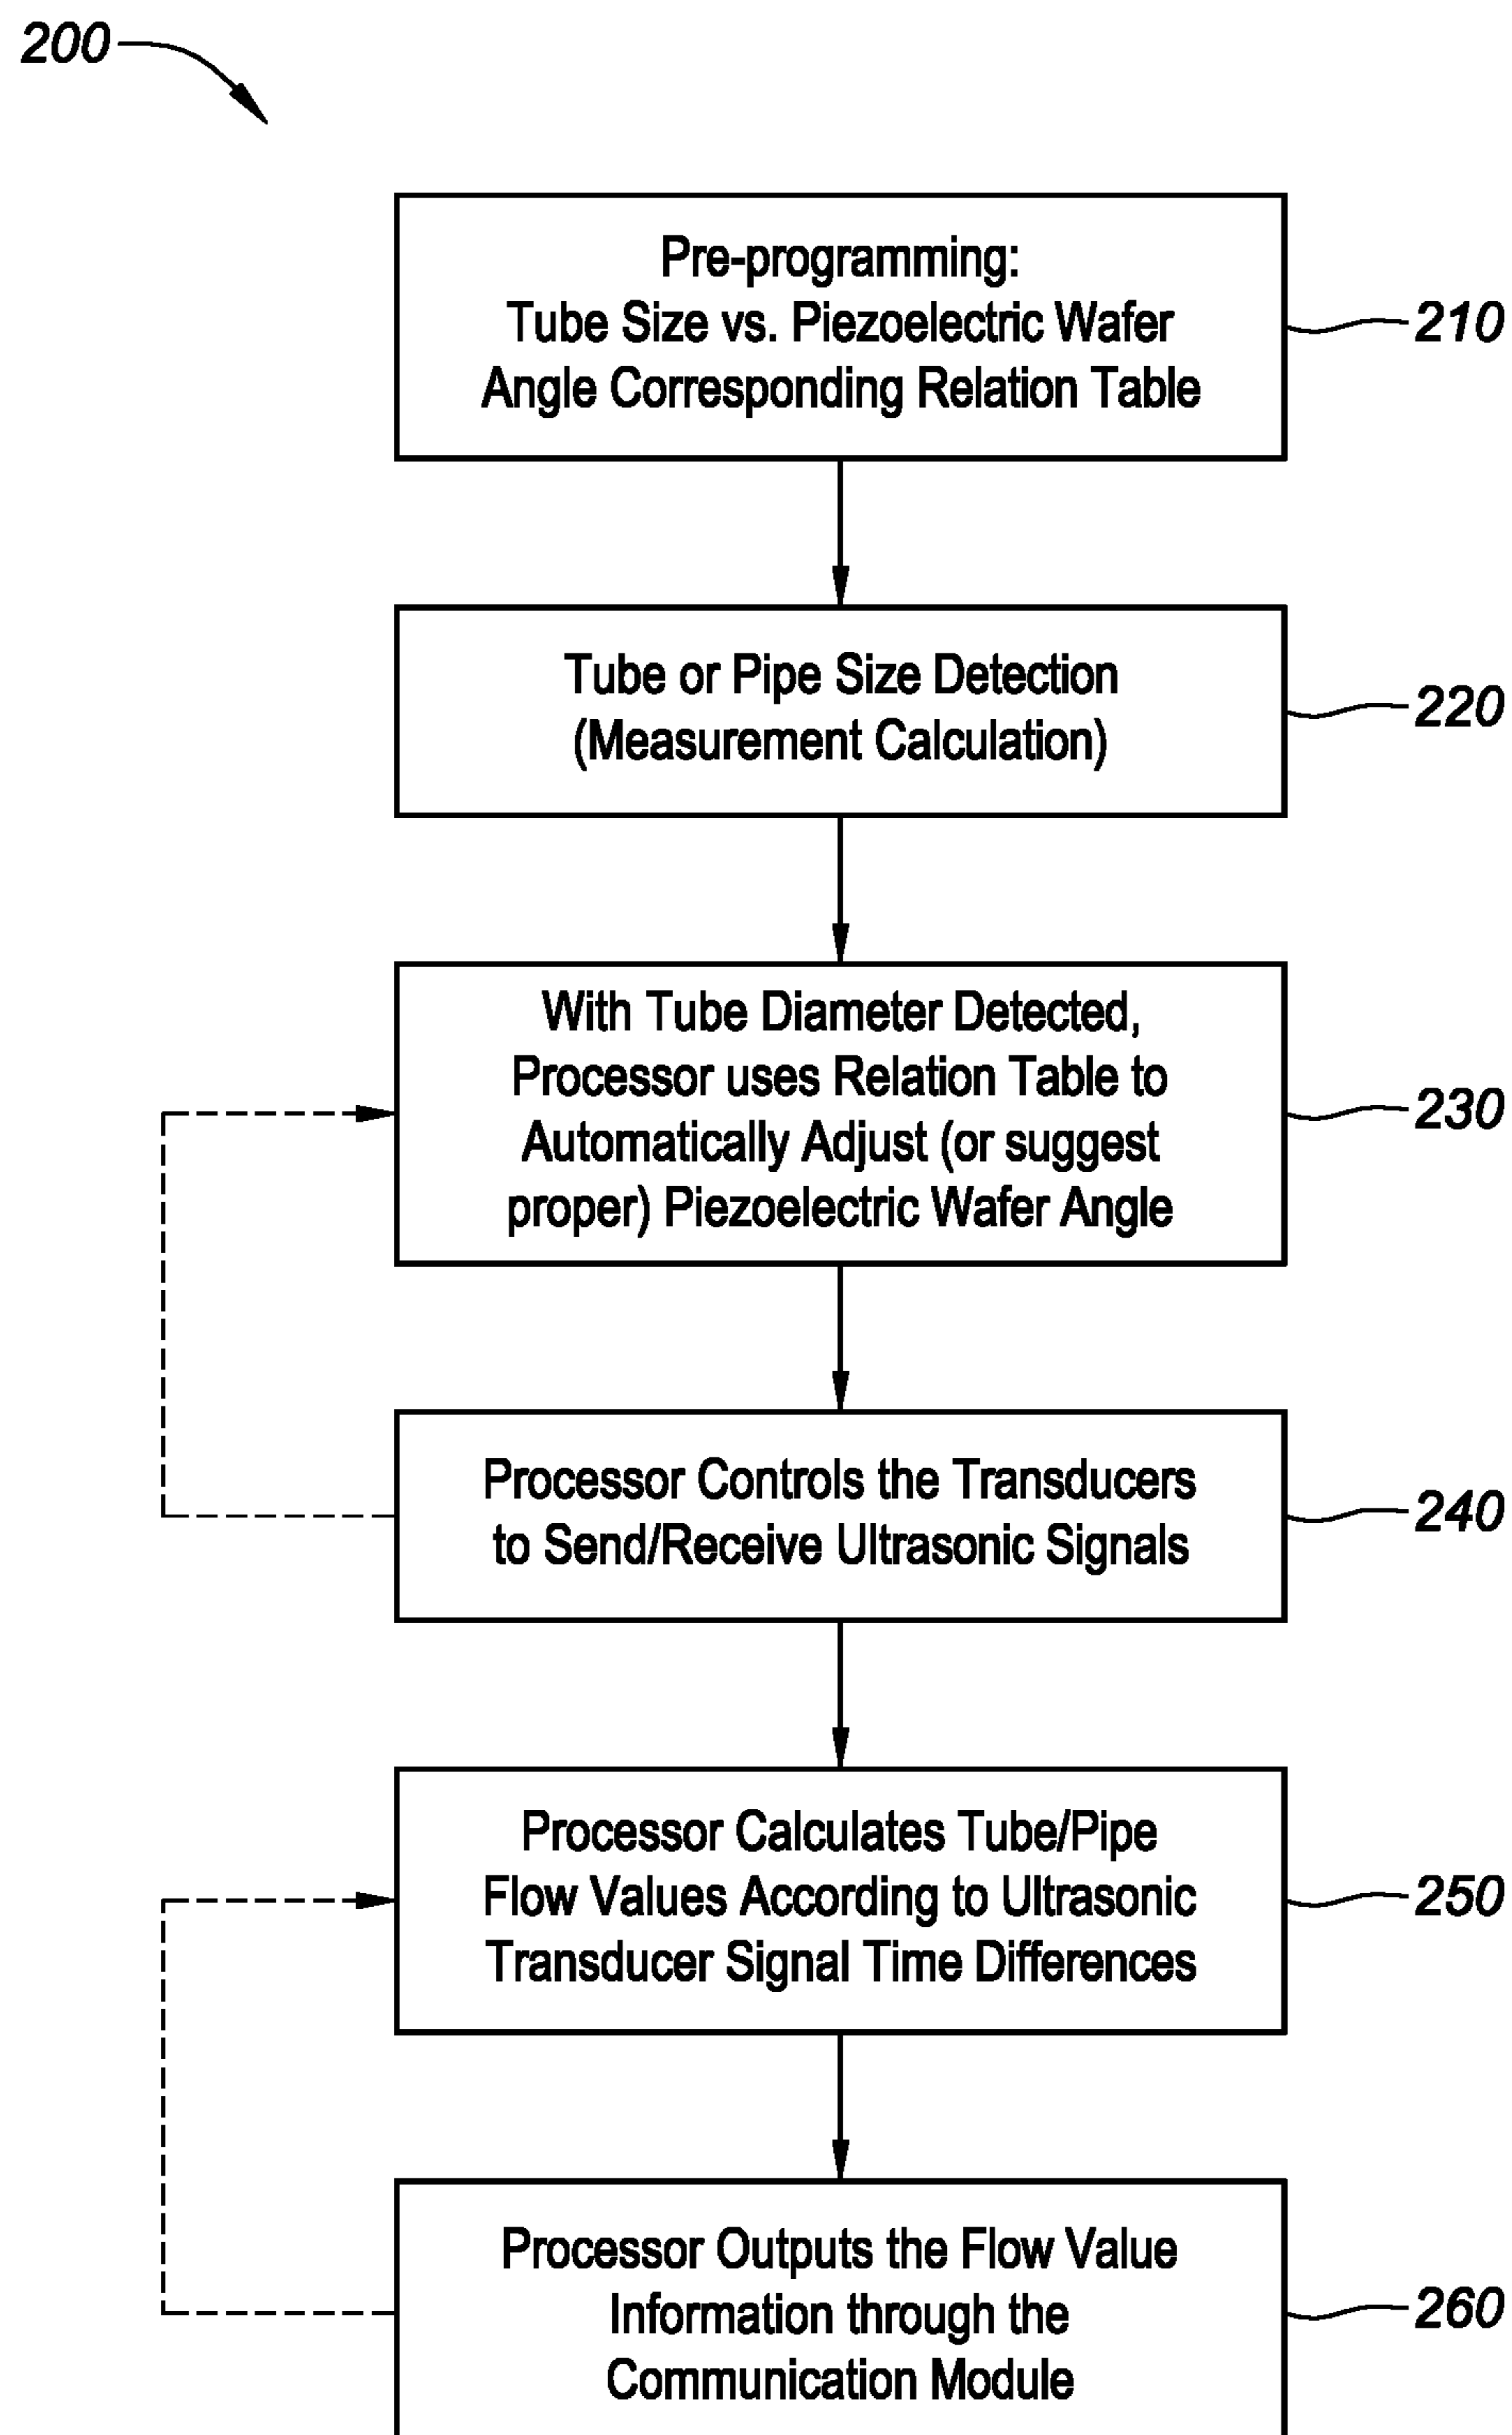 200
Pre-programming:
Tube Size vs. Piezoelectric Wafer
Angle Corresponding Relation Table
210
Tube or Pipe Size Detection
(Measurement Calculation)
220
With Tube Diameter Detected,
Processor uses Relation Table to
Automatically Adjust (or suggest
proper) Piezoelectric Wafer Angle
230
Processor Controls the Transducers
to Send/Receive Ultrasonic Signals
240
Processor Calculates Tube/Pipe
Flow Values According to Ultrasonic
Transducer Signal Time Differences
250
Processor Outputs the Flow Value
Information through the
Communication Module
260